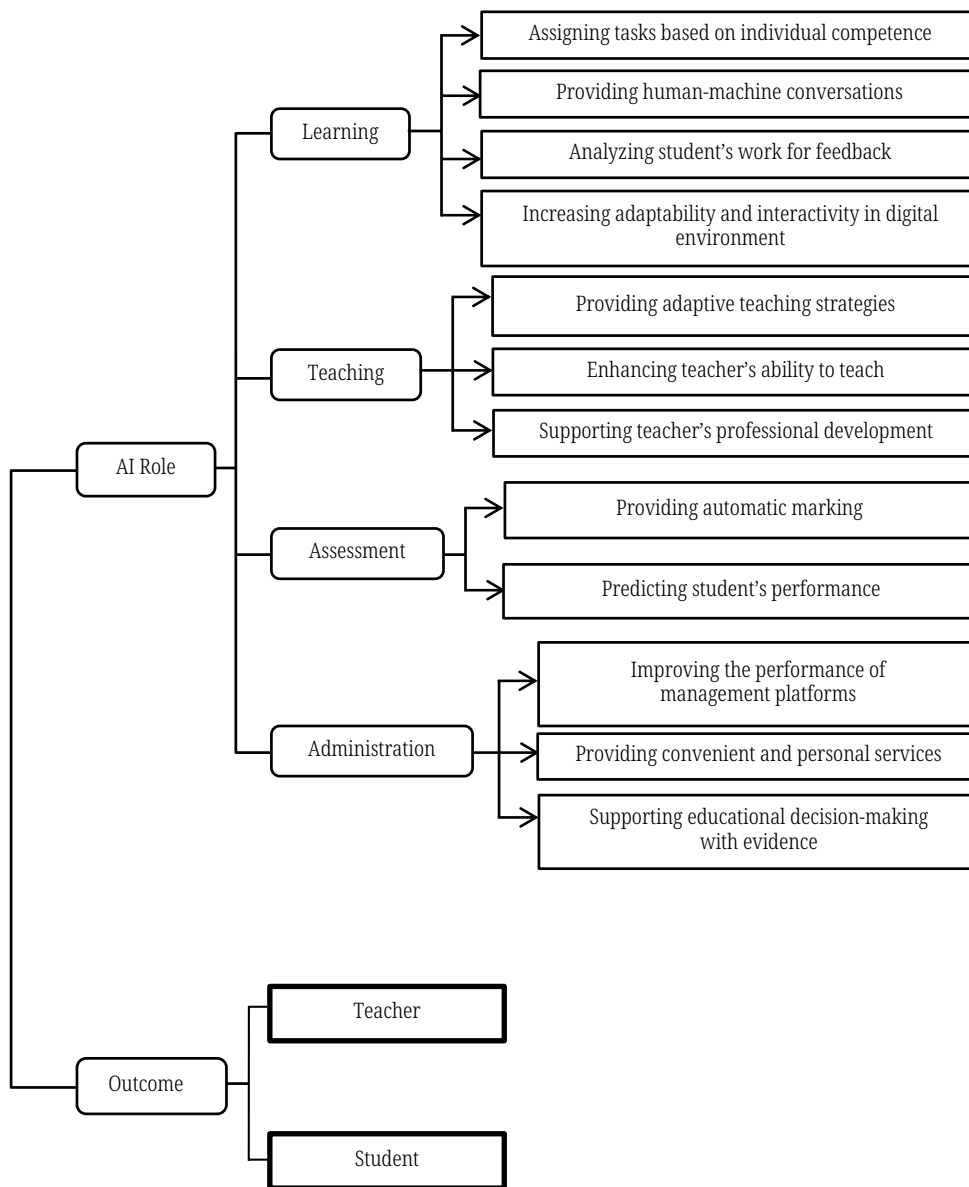 Assigning tasks based on individual competence
Providing human-machine conversations
Learning
Analyzing student’s work for feedback
Increasing adaptability and interactivity in digital
environment
Providing adaptive teaching strategies
Teaching
Enhancing teacher’s ability to teach
Supporting teacher’s professional development
AI Role
Providing automatic marking
Assessment
Predicting student’s performance
Improving the performance of
management platforms
Administration
Providing convenient and personal services
Supporting educational decision-making
with evidence
Teacher
Outcome
Student